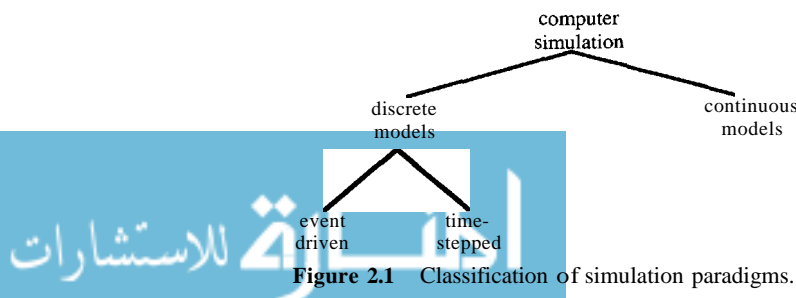 computer
simulation
discrete
models
continuous
models
event
driven
time-
stepped
للاستشارات
Figure 2.1 Classification of simulation paradigms.